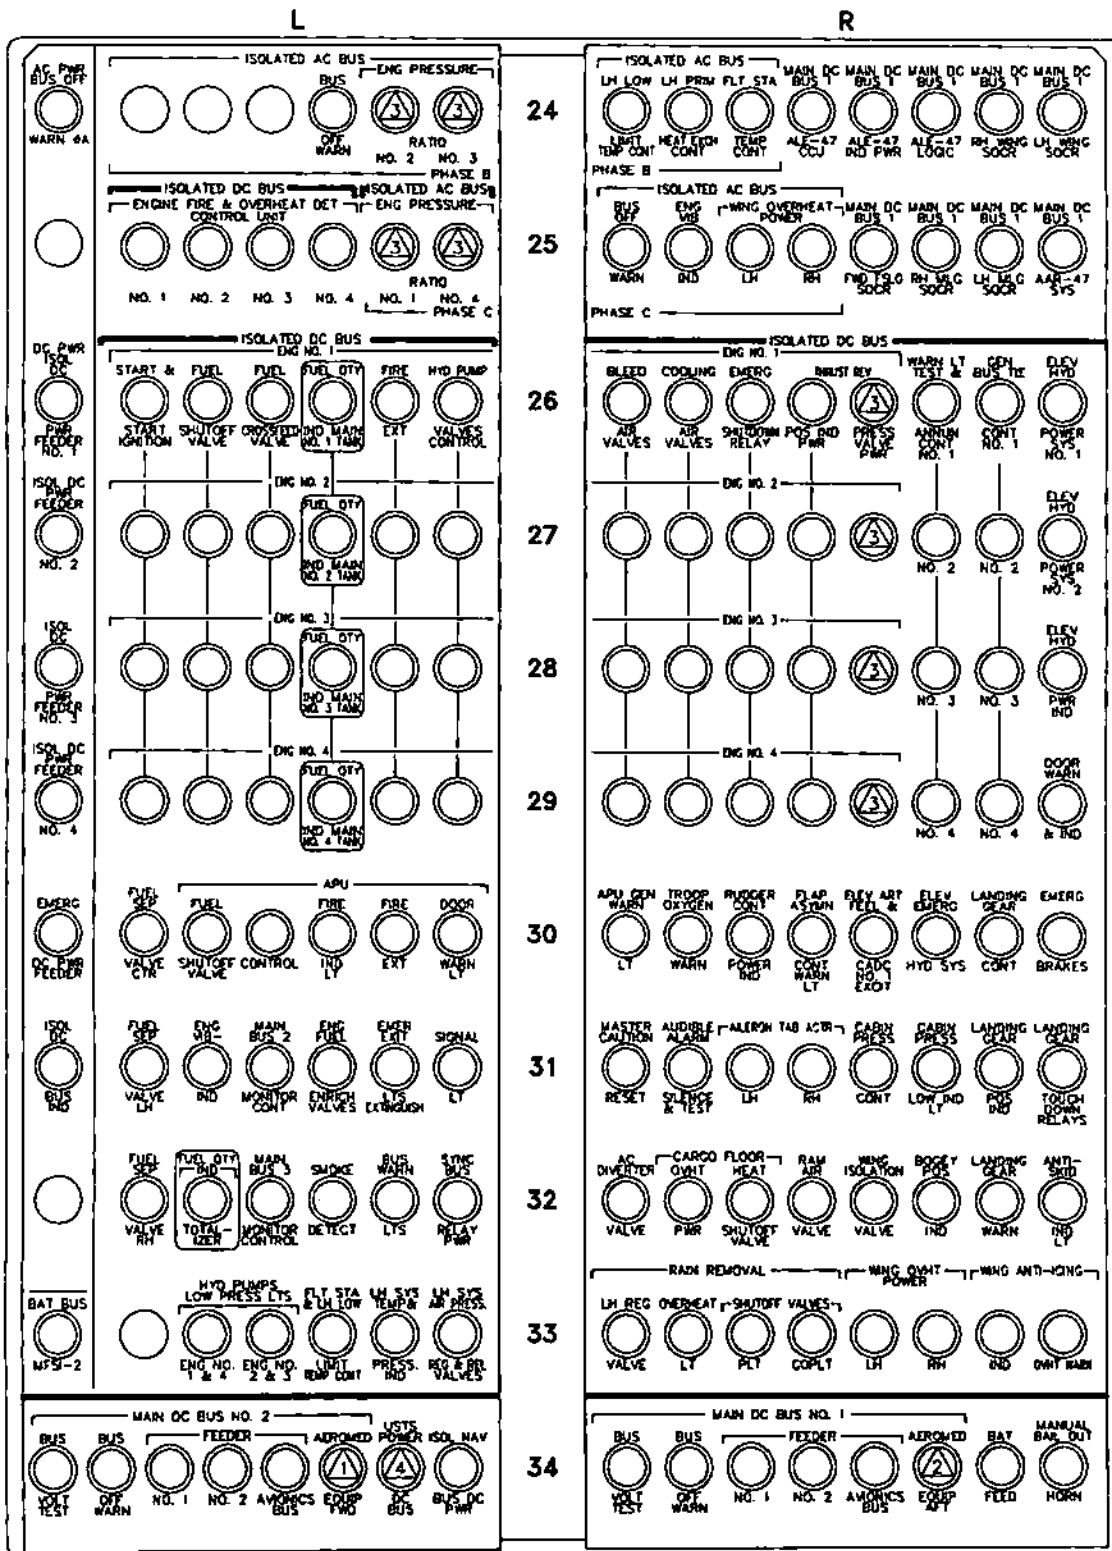 L
R
AC PWR
BUS OFF
WARN ΦA
ISOLATED AC BUS
BUS
OFF
WARN
ENG PRESSURE
3 3
RATIO
NO. 2 NO. 3
PHASE B
24
ISOLATED AC BUS
LH LOW
LIMIT
TEMP CONT
LH PRIM
HEAT EXCH
CONT
FLT STA
TEMP
CONT
PHASE B
MAIN DC
BUS 1
ALE-47
CCU
MAIN DC
BUS 1
ALE-47
IND PWR
MAIN DC
BUS 1
ALE-47
LOGIC
MAIN DC
BUS 1
RH WING
SDCR
MAIN DC
BUS 1
LH WING
SDCR
ISOLATED DC BUS
ENGINE FIRE & OVERHEAT DET
CONTROL UNIT
NO. 1 NO. 2 NO. 3 NO. 4
ISOLATED AC BUS
ENG PRESSURE
3 3
RATIO
NO. 1 NO. 4
PHASE C
25
ISOLATED AC BUS
BUS
OFF
WARN
ENG
VIB
IND
WING OVERHEAT
POWER
LH RH
PHASE C
MAIN DC
BUS 1
FWD FSLG
SDCR
MAIN DC
BUS 1
RH MLG
SDCR
MAIN DC
BUS 1
LH MLG
SDCR
MAIN DC
BUS 1
AAR-47
SYS
DC PWR
ISOL
DC
PWR
FEEDER
NO. 1
ISOLATED DC BUS
ENG NO. 1
START &
START
IGNITION
FUEL
SHUTOFF
VALVE
FUEL
CROSSFEED
VALVE
FUEL QTY
IND MAIN
NO. 1 TANK
FIRE
EXT
HYD PUMP
VALVES
CONTROL
26
ISOLATED DC BUS
ENG NO. 1
BLEED
AIR
VALVES
COOLING
AIR
VALVES
EMERG
SHUTDOWN
RELAY
THRUST REV
POS IND
PWR
3
PRESS
VALVE
PWR
WARN LT
TEST &
ANNUN
CONT
NO. 1
GEN
BUS TIE
CONT
NO. 1
ELEV
HYD
POWER
SYS
NO. 1
ISOL DC
PWR
FEEDER
NO. 2
ENG NO. 2
FUEL QTY
IND MAIN
NO. 2 TANK
27
ENG NO. 2
3
NO. 2
NO. 2
ELEV
HYD
POWER
SYS
NO. 2
ISOL
DC
PWR
FEEDER
NO. 3
ENG NO. 3
FUEL QTY
IND MAIN
NO. 3 TANK
28
ENG NO. 3
3
NO. 3
NO. 3
ELEV
HYD
PWR
IND
ISOL DC
PWR
FEEDER
NO. 4
ENG NO. 4
FUEL QTY
IND MAIN
NO. 4 TANK
29
ENG NO. 4
3
NO. 4
NO. 4
DOOR
WARN
& IND
EMERG
DC PWR
FEEDER
FUEL
SEP
VALVE
CTR
APU
FUEL
SHUTOFF
VALVE
CONTROL
FIRE
IND
LT
FIRE
EXT
DOOR
WARN
LT
30
APU GEN
WARN
LT
TROOP
OXYGEN
WARN
RUDDER
CONT
POWER
IND
FLAP
ASYMN
CONT
WARN
LT
ELEV ART
FEEL &
CADC
NO. 1
EXCIT
ELEV
EMERG
HYD SYS
LANDING
GEAR
CONT
EMERG
BRAKES
ISOL
DC
BUS
IND
FUEL
SEP
VALVE
LH
ENG
VIB-
IND
MAIN
BUS 2
MONITOR
CONT
ENG
FUEL
ENRICH
VALVES
EMER
EXIT
LTS
EXTINGUISH
SIGNAL
LT
31
MASTER
CAUTION
RESET
AUDIBLE
ALARM
SILENCE
& TEST
AILERON TAB ACTR
LH RH
CABIN
PRESS
CONT
CABIN
PRESS
LOW IND
LT
LANDING
GEAR
POS
IND
LANDING
GEAR
TOUCH
DOWN
RELAYS
FUEL
SEP
VALVE
RH
FUEL QTY
IND
TOTAL-
IZER
MAIN
BUS 3
MONITOR
CONTROL
SMOKE
DETECT
BUS
WARN
LTS
SYNC
BUS
RELAY
PWR
32
AC
DIVERTER
VALVE
CARGO FLOOR
OVHT
PWR
HEAT
SHUTOFF
VALVE
RAM
AIR
VALVE
WING
ISOLATION
VALVE
BOGEY
POS
IND
LANDING
GEAR
WARN
ANTI-
SKID
IND
LT
BAT BUS
MFSI-2
HYD PUMPS
LOW PRESS LTS
ENG NO.
1 & 4
ENG NO.
2 & 3
FLT STA
& LH LOW
LIMIT
TEMP CONT
LH SYS
TEMP&
PRESS.
IND
LH SYS
AIR PRESS.
REG & REL
VALVES
33
RAIN REMOVAL
LH REG
VALVE
OVERHEAT
LT
SHUTOFF VALVES
PLT COPLT
WING OVHT
POWER
LH RH
WING ANTI-ICING
IND
OVHT WARN
MAIN DC BUS NO. 2
BUS
VOLT
TEST
BUS
OFF
WARN
FEEDER
NO. 1
NO. 2
AVIONICS
BUS
AEROMED
1
EQUIP
FWD
USTS
POWER
4
DC
BUS
ISOL NAV
BUS DC
PWR
34
MAIN DC BUS NO. 1
BUS
VOLT
TEST
BUS
OFF
WARN
FEEDER
NO. 1
NO. 2
AVIONICS
BUS
AEROMED
2
EQUIP
AFT
BAT
FEED
MANUAL
BAIL OUT
HORN